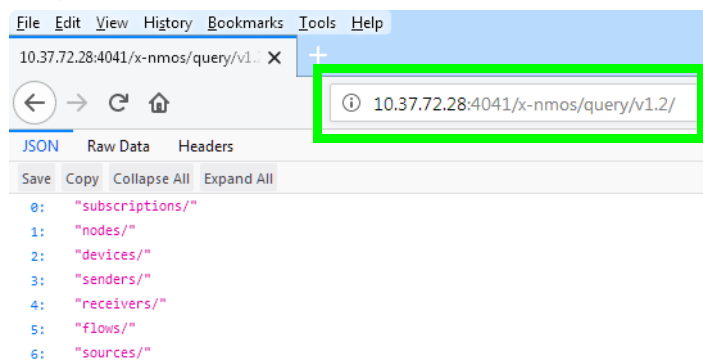 File Edit View History Bookmarks Tools Help
10.37.72.28:4041/x-nmos/query/v1.2
10.37.72.28:4041/x-nmos/query/v1.2/
JSON Raw Data Headers
Save Copy Collapse All Expand All
0: "subscriptions/"
1: "nodes/"
2: "devices/"
3: "senders/"
4: "receivers/"
5: "flows/"
6: "sources/"